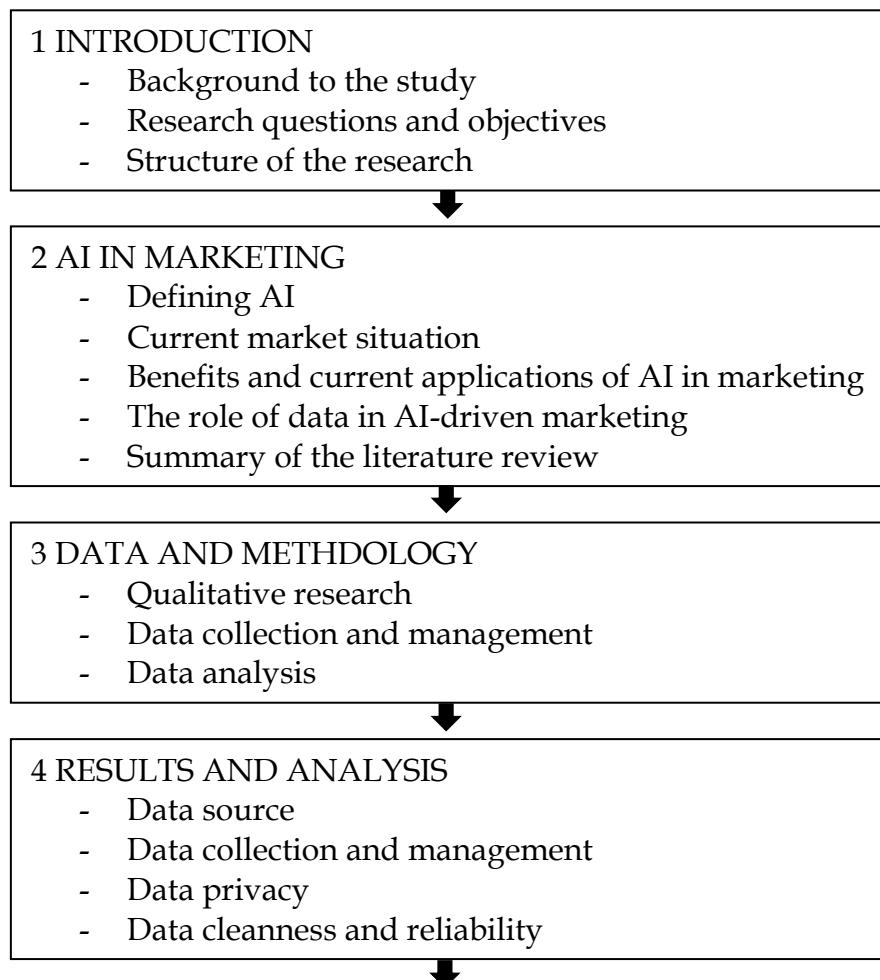 1 INTRODUCTION
- Background to the study
- Research questions and objectives
- Structure of the research
2 AI IN MARKETING
- Defining AI
- Current market situation
- Benefits and current applications of AI in marketing
- The role of data in AI-driven marketing
- Summary of the literature review
3 DATA AND METHDOLOGY
- Qualitative research
- Data collection and management
- Data analysis
4 RESULTS AND ANALYSIS
- Data source
- Data collection and management
- Data privacy
- Data cleanness and reliability